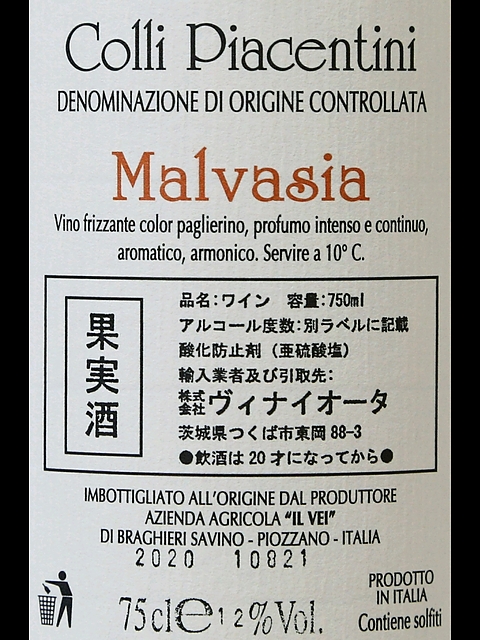 Colli Piacentini
DENOMINAZIONE DI ORIGINE CONTROLLATA
Malvasia
Vino frizzante color paglierino, profumo intenso e continuo,
aromatico, armonico. Servire a 10° C.
果実酒
品名:ワイン 容量:750ml
アルコール度数:別ラベルに記載
酸化防止剤(亜硫酸塩)
輸入業者及び引取先:
株式会社 ヴィナイオータ
茨城県つくば市東岡 88-3
●飲酒は 20 才になってから●
IMBOTTIGLIATO ALL'ORIGINE DAL PRODUTTORE
AZIENDA AGRICOLA "IL VEI"
DI BRAGHIERI SAVINO - PIOZZANO - ITALIA
2020 10821
75cl e 12%Vol.
PRODOTTO
IN ITALIA
Contiene solfiti